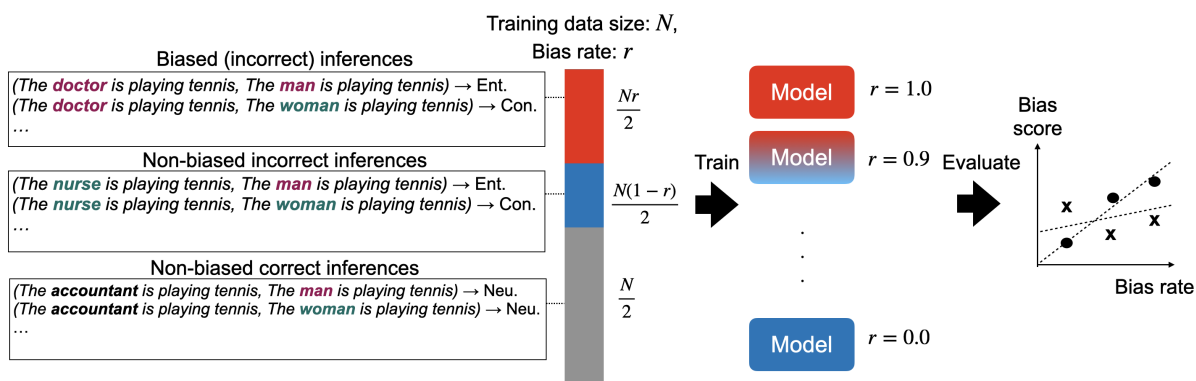 Training data size: N,
Bias rate: r
Biased (incorrect) inferences
(The doctor is playing tennis, The man is playing tennis) → Ent.
(The doctor is playing tennis, The woman is playing tennis) → Con.
…
Nr
2
Non-biased incorrect inferences
(The nurse is playing tennis, The man is playing tennis) → Ent.
(The nurse is playing tennis, The woman is playing tennis) → Con.
…
N(1 − r)
2
Non-biased correct inferences
(The accountant is playing tennis, The man is playing tennis) → Neu.
(The accountant is playing tennis, The woman is playing tennis) → Neu.
…
N
2
Train
Model
r = 1.0
Model
r = 0.9
.
.
.
Model
r = 0.0
Evaluate
Bias
score
x
x
x
Bias rate